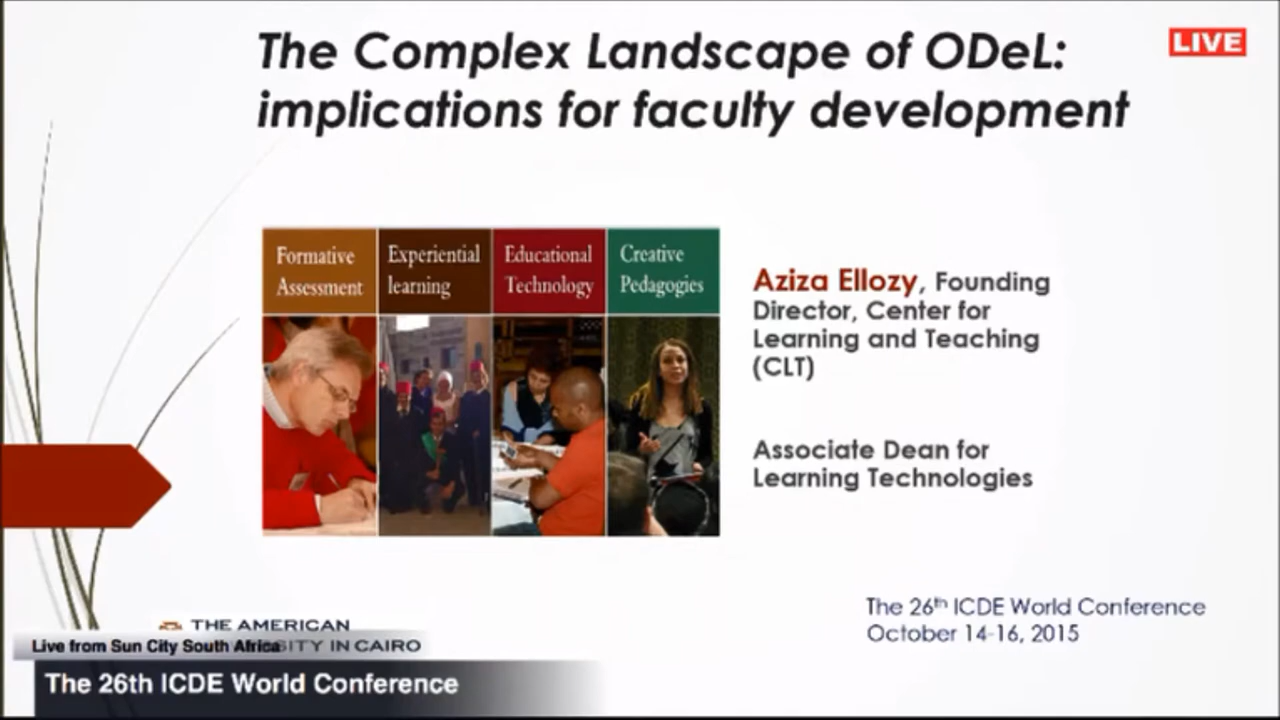 The Complex Landscape of ODeL:
implications for faculty development
LIVE
Formative
Assessment
Experiential
learning
Educational
Technology
Creative
Pedagogies
Aziza Ellozy, Founding
Director, Center for
Learning and Teaching
(CLT)
Associate Dean for
Learning Technologies
The 26th ICDE World Conference
October 14-16, 2015
THE AMERICAN
SITY IN CAIRO
Live from Sun City South Africa
The 26th ICDE World Conference